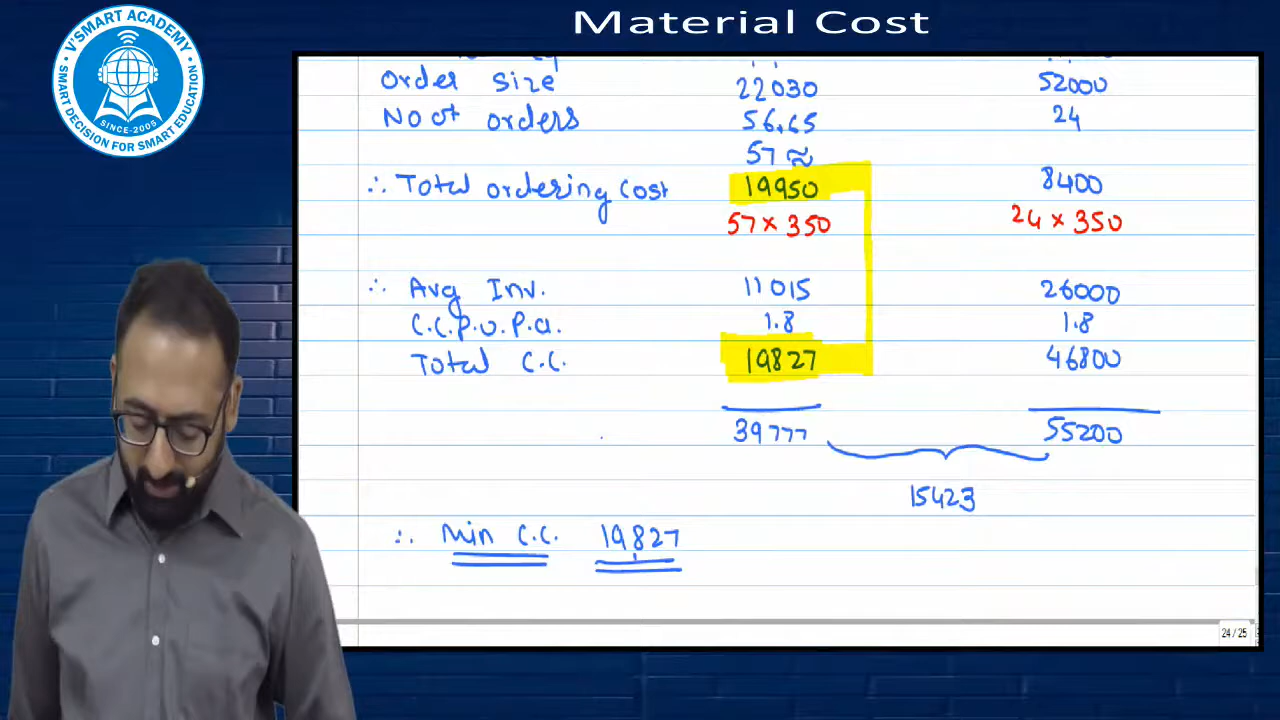 Material Cost
V'SMART ACADEMY
SINCE-2005
SMART DECISION FOR SMART EDUCATION
Order Size 22030 52000
No of orders 56.65 24
57 ≈
∴ Total ordering Cost 19950 8400
57 × 350 24 × 350
∴ Avg Inv. 11015 26000
C.C.P.U.P.a. 1.8 1.8
Total C.C. 19827 46800
39777 55200
15423
∴ Min C.C. 19827
24 / 25